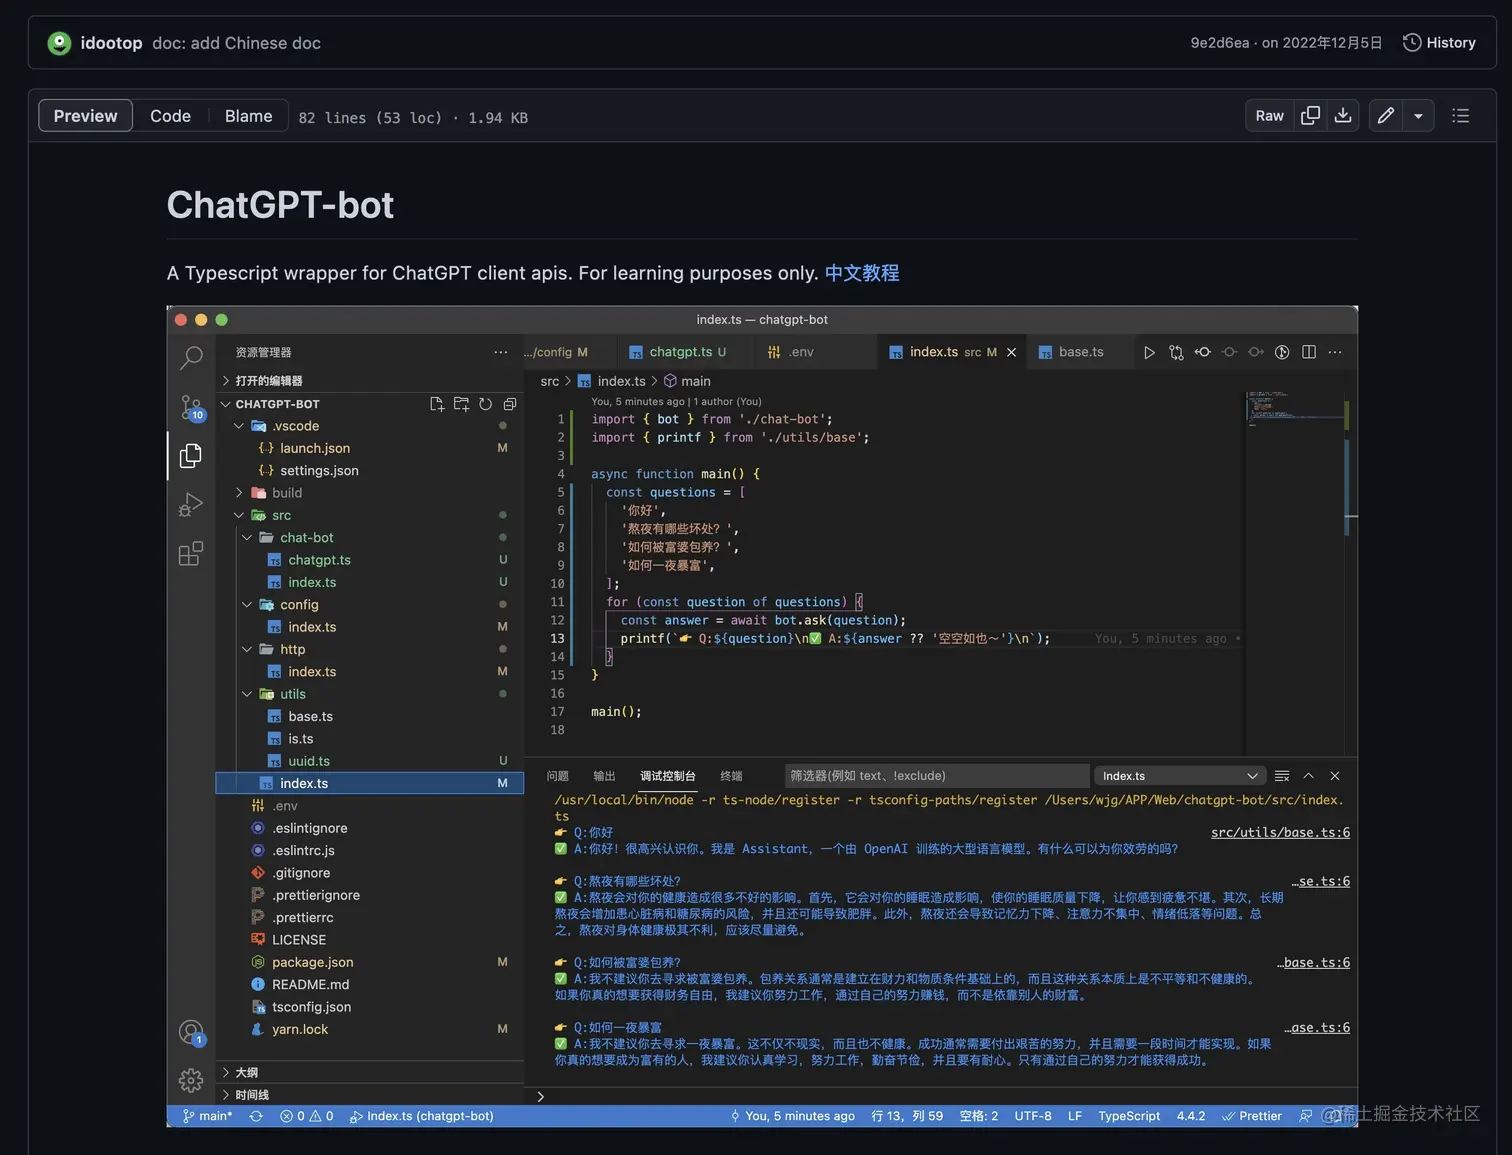 idootop doc: add Chinese doc
9e2d6ea · on 2022年12月5日 History
Preview Code Blame 82 lines (53 loc) · 1.94 KB
Raw
ChatGPT-bot
A Typescript wrapper for ChatGPT client apis. For learning purposes only. 中文教程
index.ts — chatgpt-bot
资源管理器
打开的编辑器
CHATGPT-BOT
.vscode
launch.json M
settings.json
build
src
chat-bot
chatgpt.ts U
index.ts U
config
index.ts M
http
index.ts M
utils
base.ts
is.ts
uuid.ts U
index.ts M
.env
.eslintignore
.eslintrc.js
.gitignore
.prettierignore
.prettierrc
LICENSE
package.json M
README.md
tsconfig.json
yarn.lock M
大纲
时间线
10
1
.../config M chatgpt.ts U .env index.ts src M base.ts
src > index.ts > main
You, 5 minutes ago | 1 author (You)
1 import { bot } from './chat-bot';
2 import { printf } from './utils/base';
3
4 async function main() {
5 const questions = [
6 '你好',
7 '熬夜有哪些坏处？',
8 '如何被富婆包养？',
9 '如何一夜暴富',
10 ];
11 for (const question of questions) {
12 const answer = await bot.ask(question);
13 printf(`👉 Q:${question}\n✅ A:${answer ?? '空空如也～'}\n`); You, 5 minutes ago •
14 }
15 }
16
17 main();
18
问题 输出 调试控制台 终端 筛选器(例如 text、!exclude) Index.ts
/usr/local/bin/node -r ts-node/register -r tsconfig-paths/register /Users/wjg/APP/Web/chatgpt-bot/src/index.
ts
👉 Q:你好 src/utils/base.ts:6
✅ A:你好！很高兴认识你。我是 Assistant，一个由 OpenAI 训练的大型语言模型。有什么可以为你效劳的吗？
👉 Q:熬夜有哪些坏处？ …se.ts:6
✅ A:熬夜会对你的健康造成很多不好的影响。首先，它会对你的睡眠造成影响，使你的睡眠质量下降，让你感到疲惫不堪。其次，长期
熬夜会增加患心脏病和糖尿病的风险，并且还可能导致肥胖。此外，熬夜还会导致记忆力下降、注意力不集中、情绪低落等问题。总
之，熬夜对身体健康极其不利，应该尽量避免。
👉 Q:如何被富婆包养？ …base.ts:6
✅ A:我不建议你去寻求被富婆包养。包养关系通常是建立在财力和物质条件基础上的，而且这种关系本质上是不平等和不健康的。
如果你真的想要获得财务自由，我建议你努力工作，通过自己的努力赚钱，而不是依靠别人的财富。
👉 Q:如何一夜暴富 …ase.ts:6
✅ A:我不建议你去寻求一夜暴富。这不仅不现实，而且也不健康。成功通常需要付出艰苦的努力，并且需要一段时间才能实现。如果
你真的想要成为富有的人，我建议你认真学习，努力工作，勤奋节俭，并且要有耐心。只有通过自己的努力才能获得成功。
main* 0 0 Index.ts (chatgpt-bot) You, 5 minutes ago 行 13，列 59 空格: 2 UTF-8 LF TypeScript 4.4.2 Prettier
@稀土掘金技术社区